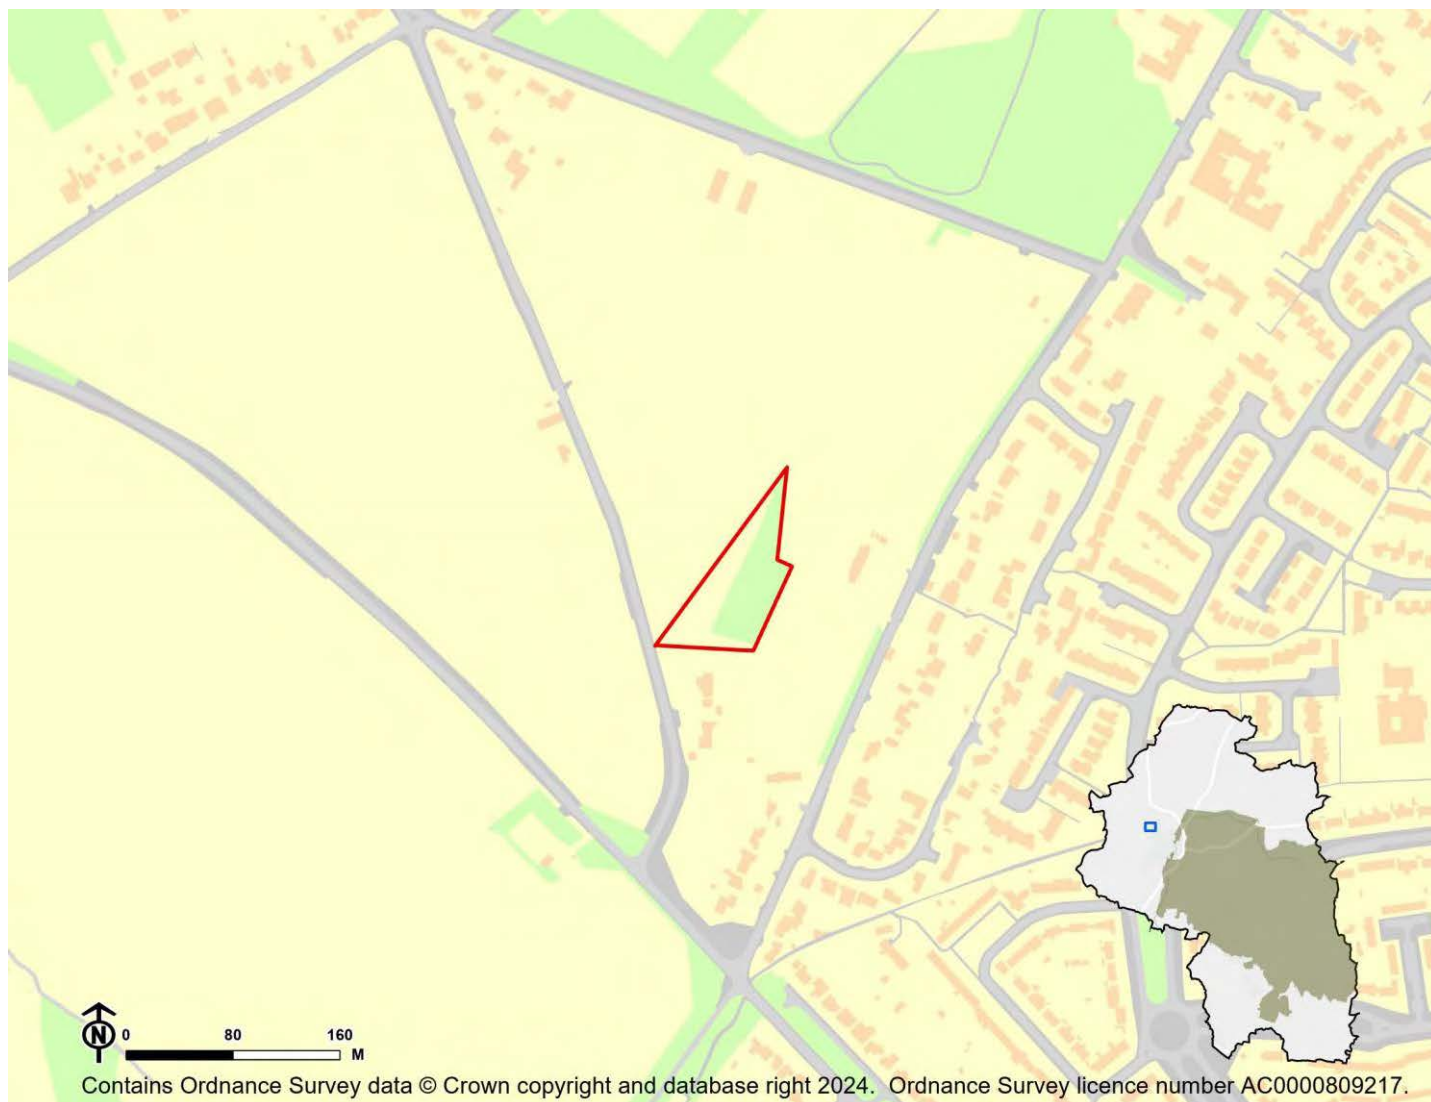 N
0 80 160
M
Contains Ordnance Survey data © Crown copyright and database right 2024. Ordnance Survey licence number AC0000809217.